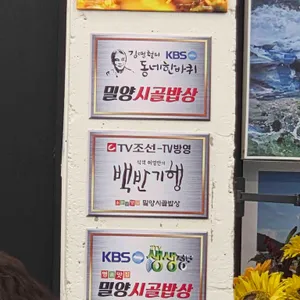 김영철의 KBS
동네한바퀴
밀양시골밥상
TV조선-TV방영
식객 허영만의
백반기행
밀양시골밥상
KBS 생생정보
밀양시골밥상